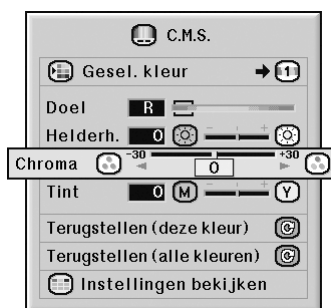 C.M.S.
Gesel. kleur 1
Doel R
Helderh. 0 - +
Chroma -30 0 +30
Tint 0 M Y
Terugstellen (deze kleur)
Terugstellen (alle kleuren)
Instellingen bekijken